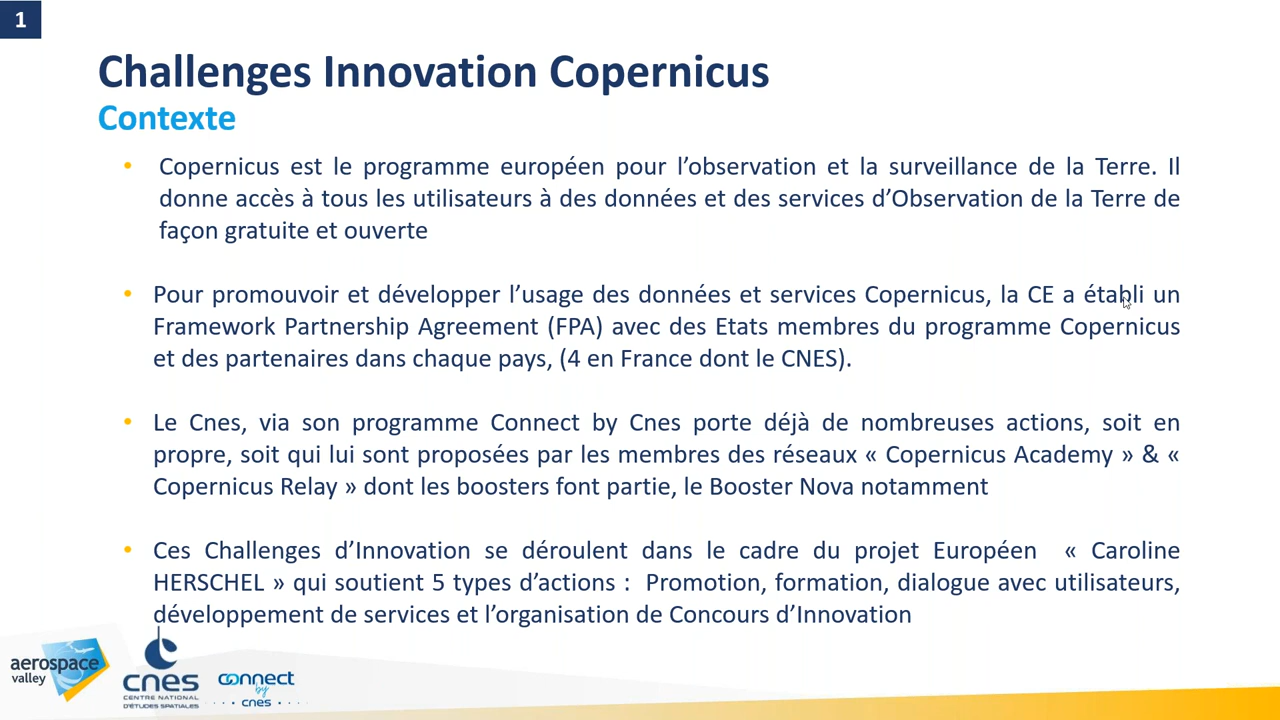 1
Challenges Innovation Copernicus
Contexte
• Copernicus est le programme européen pour l’observation et la surveillance de la Terre. Il
donne accès à tous les utilisateurs à des données et des services d’Observation de la Terre de
façon gratuite et ouverte
• Pour promouvoir et développer l’usage des données et services Copernicus, la CE a établi un
Framework Partnership Agreement (FPA) avec des Etats membres du programme Copernicus
et des partenaires dans chaque pays, (4 en France dont le CNES).
• Le Cnes, via son programme Connect by Cnes porte déjà de nombreuses actions, soit en
propre, soit qui lui sont proposées par les membres des réseaux « Copernicus Academy » & «
Copernicus Relay » dont les boosters font partie, le Booster Nova notamment
• Ces Challenges d’Innovation se déroulent dans le cadre du projet Européen « Caroline
HERSCHEL » qui soutient 5 types d’actions : Promotion, formation, dialogue avec utilisateurs,
développement de services et l’organisation de Concours d’Innovation
aerospace
valley
cnes
CENTRE NATIONAL
D'ÉTUDES SPATIALES
connect
by
cnes